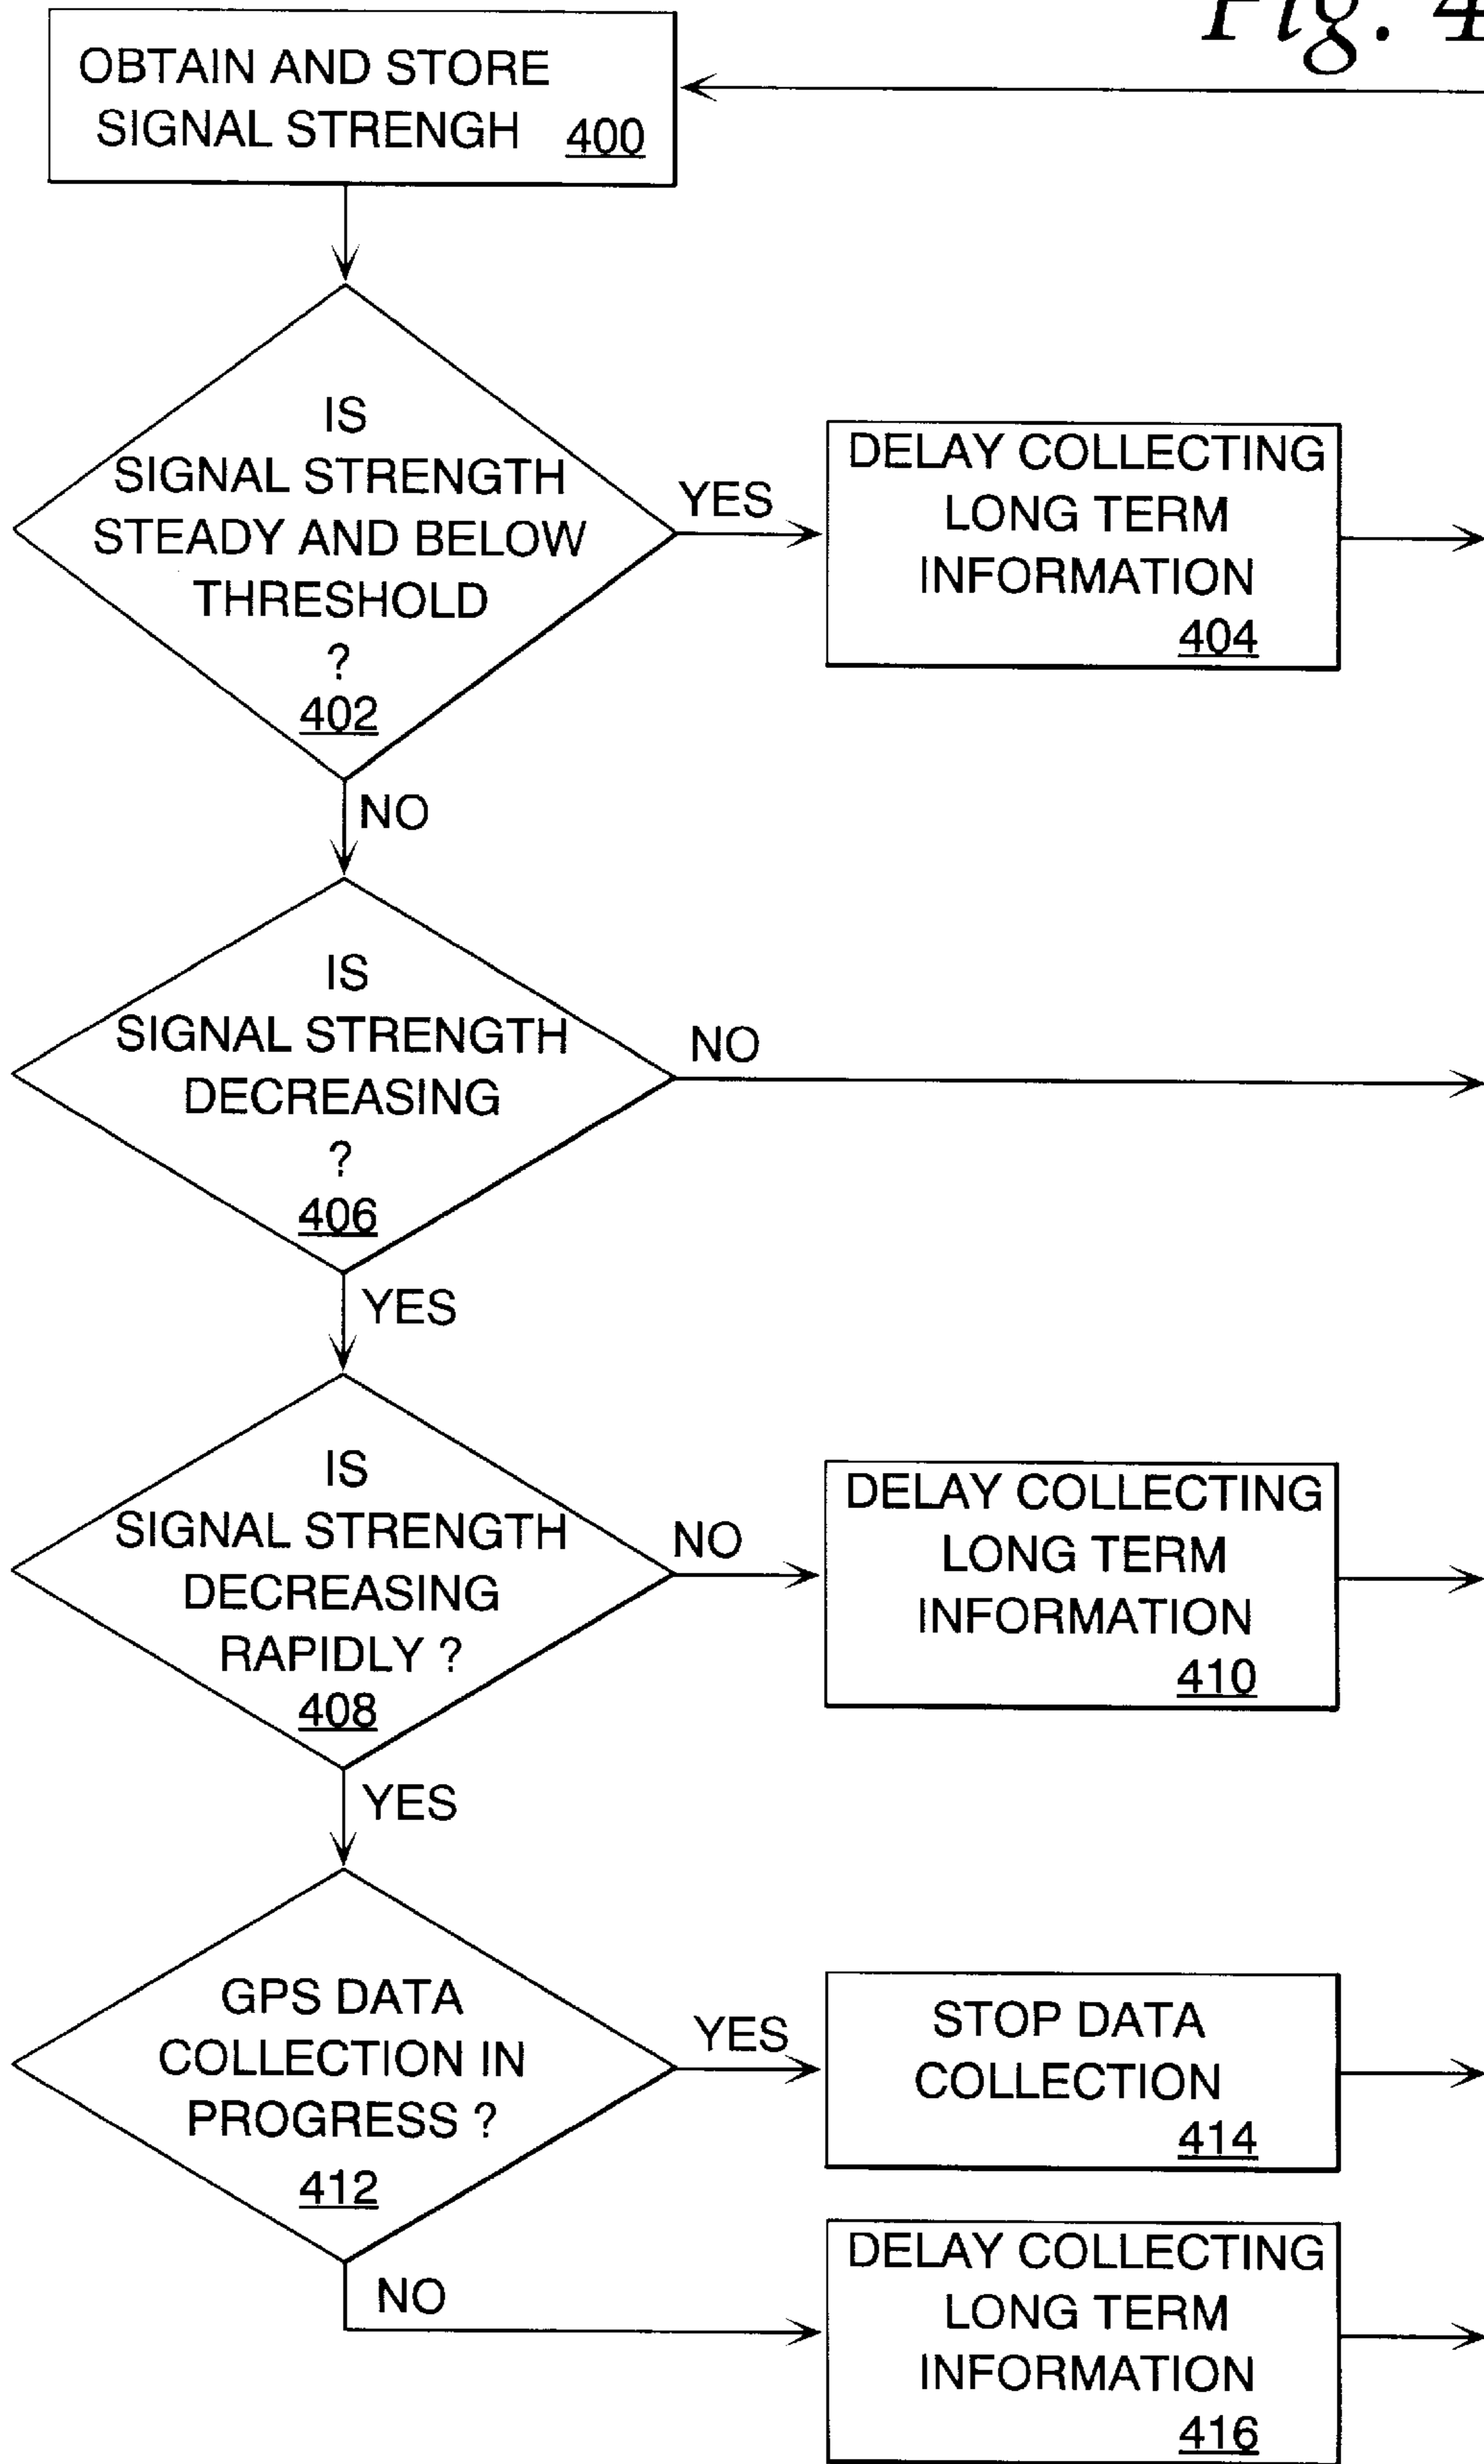 Fig. 4
OBTAIN AND STORE
SIGNAL STRENGH 400
IS
SIGNAL STRENGTH
STEADY AND BELOW
THRESHOLD
?
402
YES
DELAY COLLECTING
LONG TERM
INFORMATION
404
NO
IS
SIGNAL STRENGTH
DECREASING
?
406
NO
YES
IS
SIGNAL STRENGTH
DECREASING
RAPIDLY ?
408
NO
DELAY COLLECTING
LONG TERM
INFORMATION
410
YES
GPS DATA
COLLECTION IN
PROGRESS ?
412
YES
STOP DATA
COLLECTION
414
NO
DELAY COLLECTING
LONG TERM
INFORMATION
416